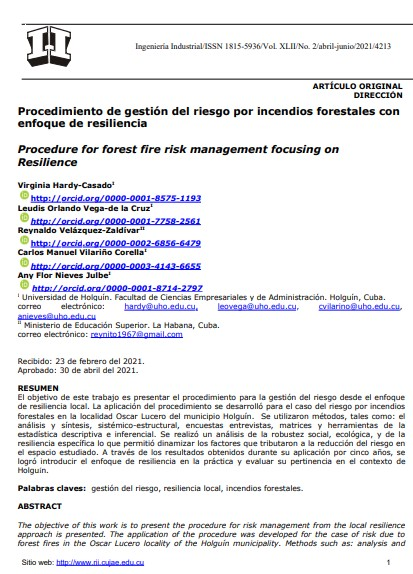 Ingeniería Industrial/ISSN 1815-5936/Vol. XLII/No. 2/abril-junio/2021/4213
ARTÍCULO ORIGINAL
DIRECCIÓN
Procedimiento de gestión del riesgo por incendios forestales con
enfoque de resiliencia
Procedure for forest fire risk management focusing on
Resilience
Virginia Hardy-Casado I
iD http://orcid.org/0000-0001-8575-1193
Leudis Orlando Vega-de la Cruz I
iD http://orcid.org/0000-0001-7758-2561
Reynaldo Velázquez-Zaldívar II
iD http://orcid.org/0000-0002-6856-6479
Carlos Manuel Vilariño Corella I
iD http://orcid.org/0000-0003-4143-6655
Any Flor Nieves Julbe I
iD http://orcid.org/0000-0001-8714-2797
I Universidad de Holguín. Facultad de Ciencias Empresariales y de Administración. Holguín, Cuba.
correo electrónico: hardy@uho.edu.cu, leovega@uho.edu.cu, cvilarino@uho.edu.cu,
anieves@uho.edu.cu
II Ministerio de Educación Superior. La Habana, Cuba.
correo electrónico: reynito1967@gmail.com
Recibido: 23 de febrero del 2021.
Aprobado: 30 de abril del 2021.
RESUMEN
El objetivo de este trabajo es presentar el procedimiento para la gestión del riesgo desde el enfoque
de resiliencia local. La aplicación del procedimiento se desarrolló para el caso del riesgo por incendios
forestales en la localidad Oscar Lucero del municipio Holguín. Se utilizaron métodos, tales como: el
análisis y síntesis, sistémico-estructural, encuestas entrevistas, matrices y herramientas de la
estadística descriptiva e inferencial. Se realizó un análisis de la robustez social, ecológica, y de la
resiliencia específica lo que permitió dinamizar los factores que tributaron a la reducción del riesgo en
el espacio estudiado. A través de los resultados obtenidos durante su aplicación por cinco años, se
logró introducir el enfoque de resiliencia en la práctica y evaluar su pertinencia en el contexto de
Holguín.
Palabras claves: gestión del riesgo, resiliencia local, incendios forestales.
ABSTRACT
The objective of this work is to present the procedure for risk management from the local resilience
approach is presented. The application of the procedure was developed for the case of risk due to
forest fires in the Oscar Lucero locality of the Holguín municipality. Methods such as: analysis and
Sitio web: http://www.rii.cujae.edu.cu 1